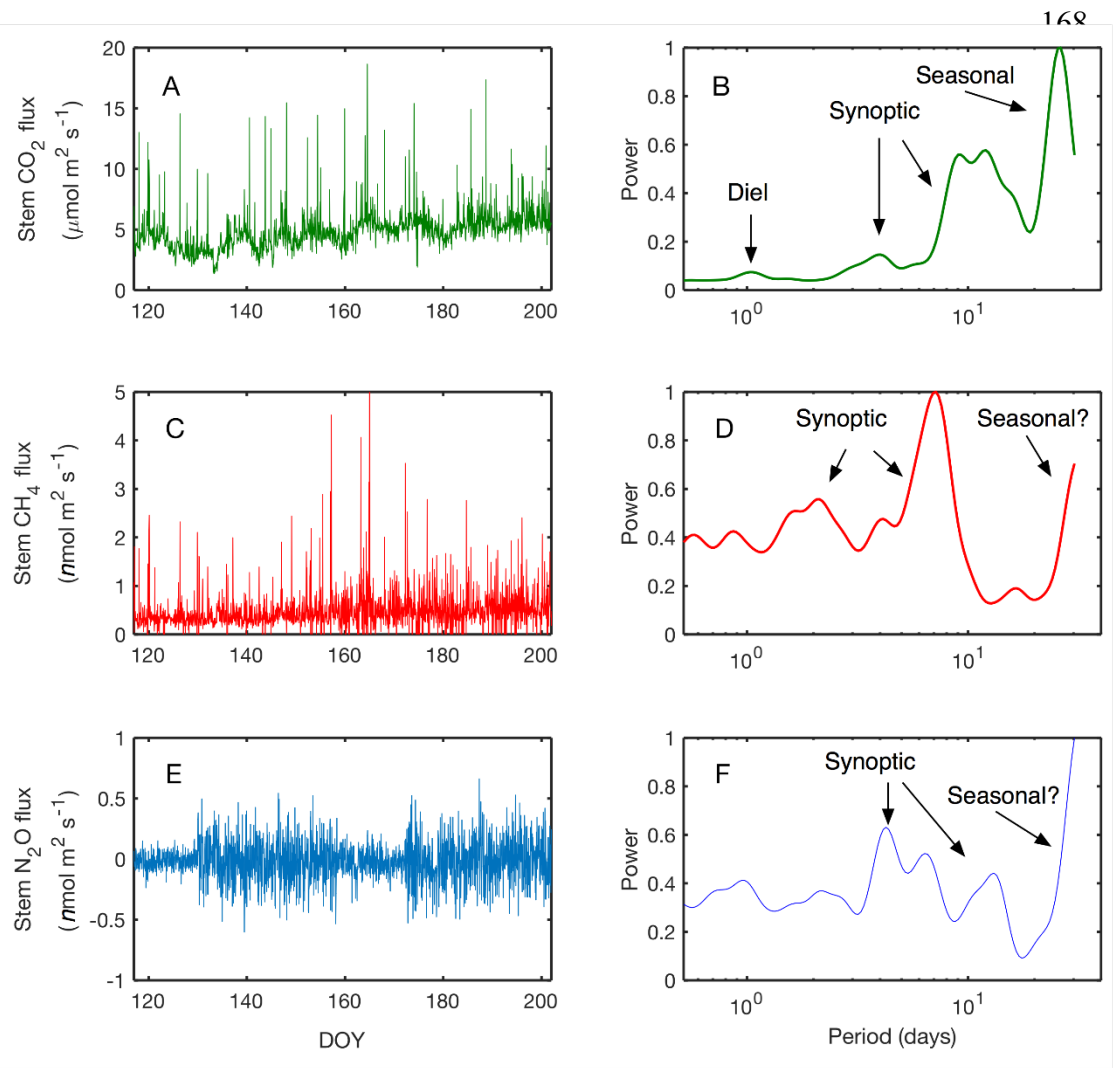 168
A
20
15
10
5
0
120 140 160 180 200
Stem CO2 flux
(μmol m2 s-1)
B
Seasonal
Synoptic
Diel
1
0.8
0.6
0.4
0.2
0
Power
10^0 10^1
C
5
4
3
2
1
0
120 140 160 180 200
Stem CH4 flux
(nmol m2 s-1)
D
Synoptic Seasonal?
1
0.8
0.6
0.4
0.2
0
Power
10^0 10^1
E
1
0.5
0
-0.5
-1
120 140 160 180 200
DOY
Stem N2O flux
(nmol m2 s-1)
F
Synoptic
Seasonal?
1
0.8
0.6
0.4
0.2
0
Power
10^0 10^1
Period (days)